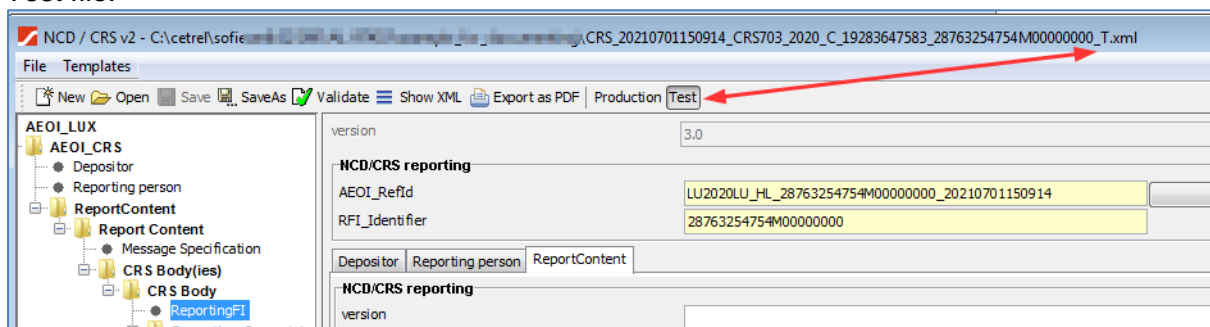 NCD / CRS v2 - C:\cetrel\sofie \CRS_20210701150914_CRS703_2020_C_19283647583_28763254754M00000000_T.xml
File Templates
New Open Save SaveAs Validate Show XML Export as PDF Production Test
AEOI_LUX
version 3.0
AEOI_CRS
Depositor
NCD/CRS reporting
Reporting person
AEOI_RefId LU2020LU_HL_28763254754M00000000_20210701150914
ReportContent
RFI_Identifier 28763254754M00000000
Report Content
Message Specification
Depositor Reporting person ReportContent
CRS Body(ies)
NCD/CRS reporting
CRS Body
ReportingFI
version